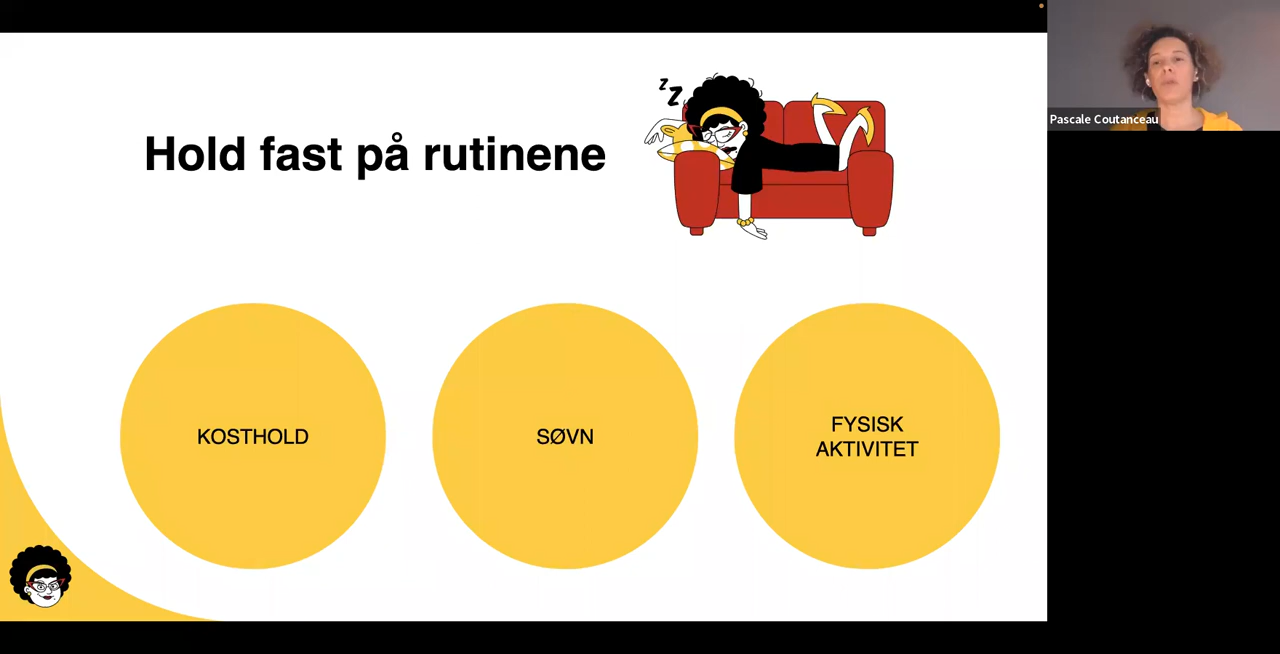 Hold fast på rutinene
z
Z
KOSTHOLD
SØVN
FYSISK
AKTIVITET
Pascale Coutanceau